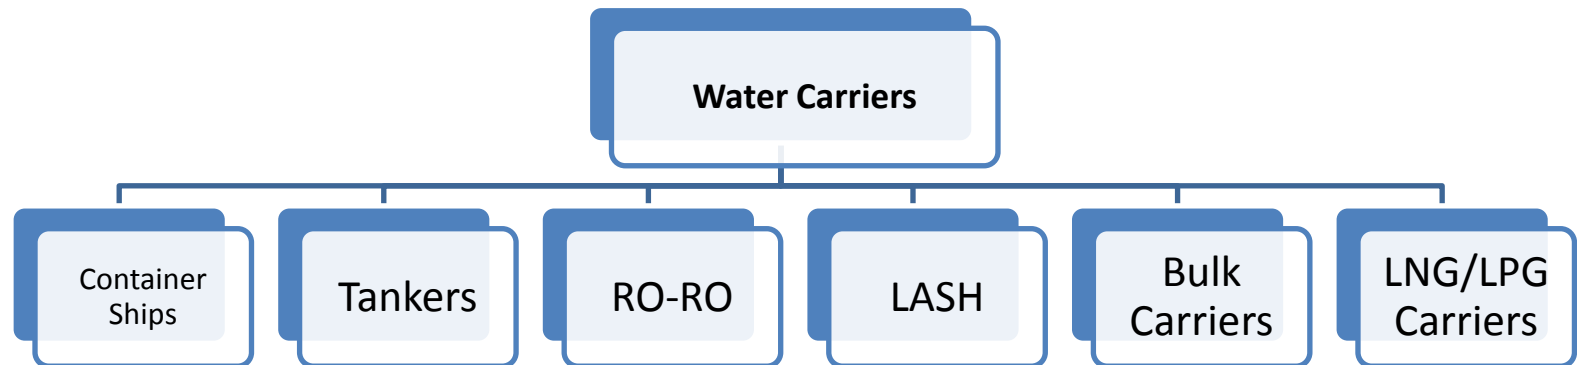 Water Carriers
Container
Ships
Tankers
RO-RO
LASH
Bulk
Carriers
LNG/LPG
Carriers